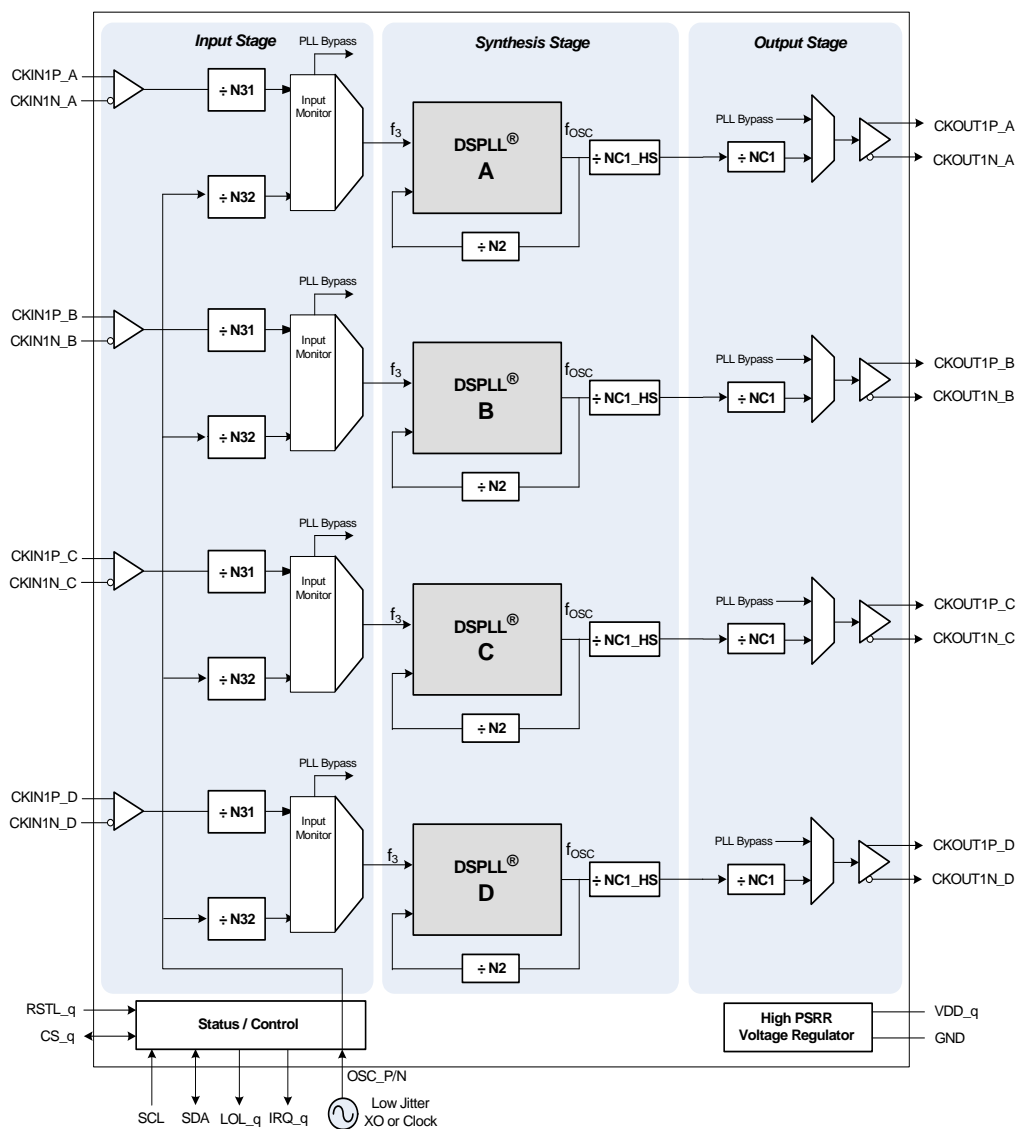 Input Stage
Synthesis Stage
Output Stage
PLL Bypass
CKIN1P_A
CKIN1N_A
÷ N31
Input
Monitor
÷ N32
f3
DSPLL®
A
fOSC
÷ NC1_HS
÷ N2
PLL Bypass
÷ NC1
CKOUT1P_A
CKOUT1N_A
PLL Bypass
CKIN1P_B
CKIN1N_B
÷ N31
Input
Monitor
÷ N32
f3
DSPLL®
B
fOSC
÷ NC1_HS
÷ N2
PLL Bypass
÷ NC1
CKOUT1P_B
CKOUT1N_B
PLL Bypass
CKIN1P_C
CKIN1N_C
÷ N31
Input
Monitor
÷ N32
f3
DSPLL®
C
fOSC
÷ NC1_HS
÷ N2
PLL Bypass
÷ NC1
CKOUT1P_C
CKOUT1N_C
PLL Bypass
CKIN1P_D
CKIN1N_D
÷ N31
Input
Monitor
÷ N32
f3
DSPLL®
D
fOSC
÷ NC1_HS
÷ N2
PLL Bypass
÷ NC1
CKOUT1P_D
CKOUT1N_D
RSTL_q
CS_q
Status / Control
High PSRR
Voltage Regulator
VDD_q
GND
OSC_P/N
SCL
SDA
LOL_q
IRQ_q
Low Jitter
XO or Clock